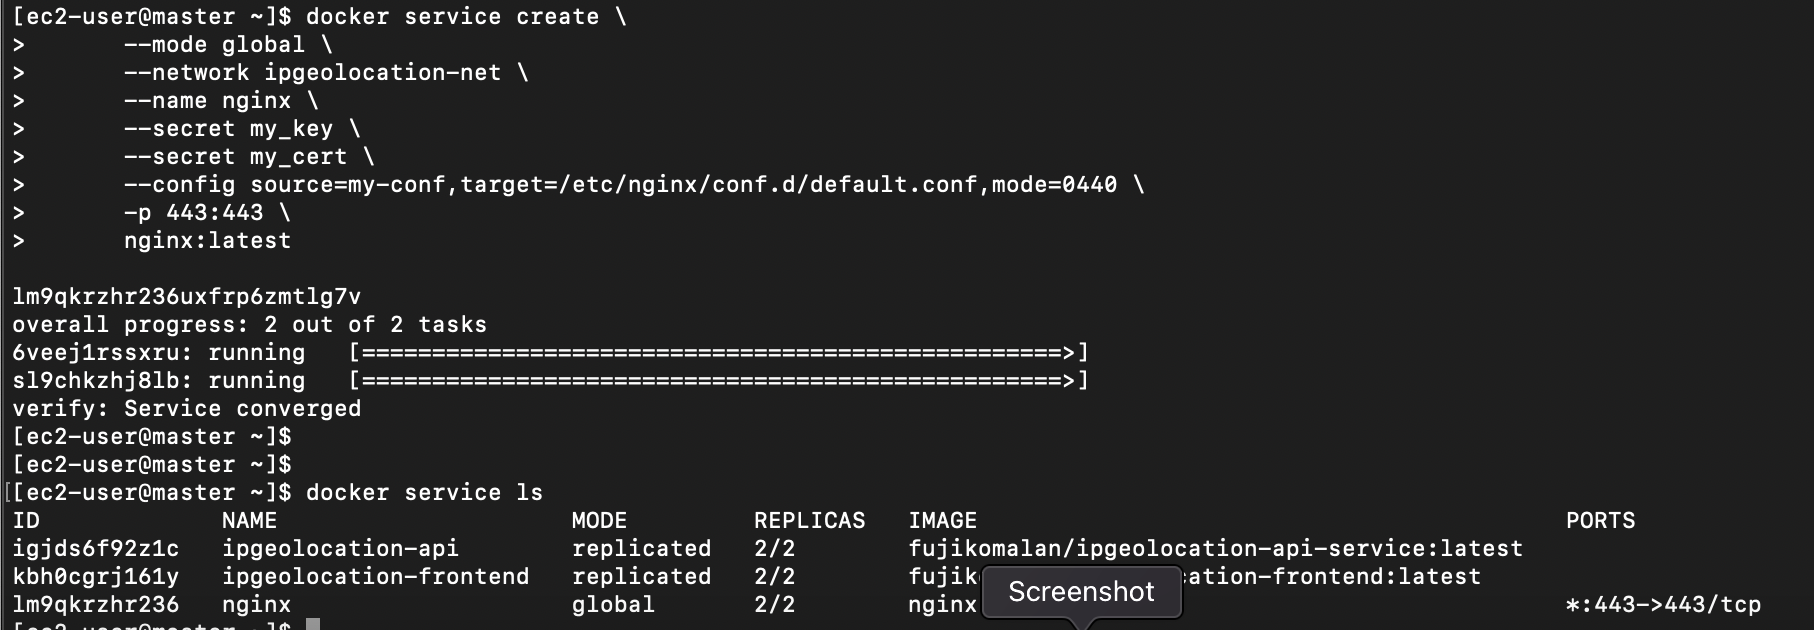 [ec2-user@master ~]$ docker service create \
>       --mode global \
>       --network ipgeolocation-net \
>       --name nginx \
>       --secret my_key \
>       --secret my_cert \
>       --config source=my-conf,target=/etc/nginx/conf.d/default.conf,mode=0440 \
>       -p 443:443 \
>       nginx:latest
lm9qkrzhr236uxfrp6zmtlg7v
overall progress: 2 out of 2 tasks
6veej1rssxru: running   [==================================================>]
sl9chkzhj8lb: running   [==================================================>]
verify: Service converged
[ec2-user@master ~]$
[ec2-user@master ~]$
[[ec2-user@master ~]$ docker service ls
ID             NAME                     MODE         REPLICAS   IMAGE                                          PORTS
igjds6f92z1c   ipgeolocation-api        replicated   2/2        fujikomalan/ipgeolocation-api-service:latest
kbh0cgrj161y   ipgeolocation-frontend   replicated   2/2        fujik cation-frontend:latest
lm9qkrzhr236   nginx                    global       2/2        nginx                                          *:443->443/tcp
Screenshot
[ec2-user@master ~]$